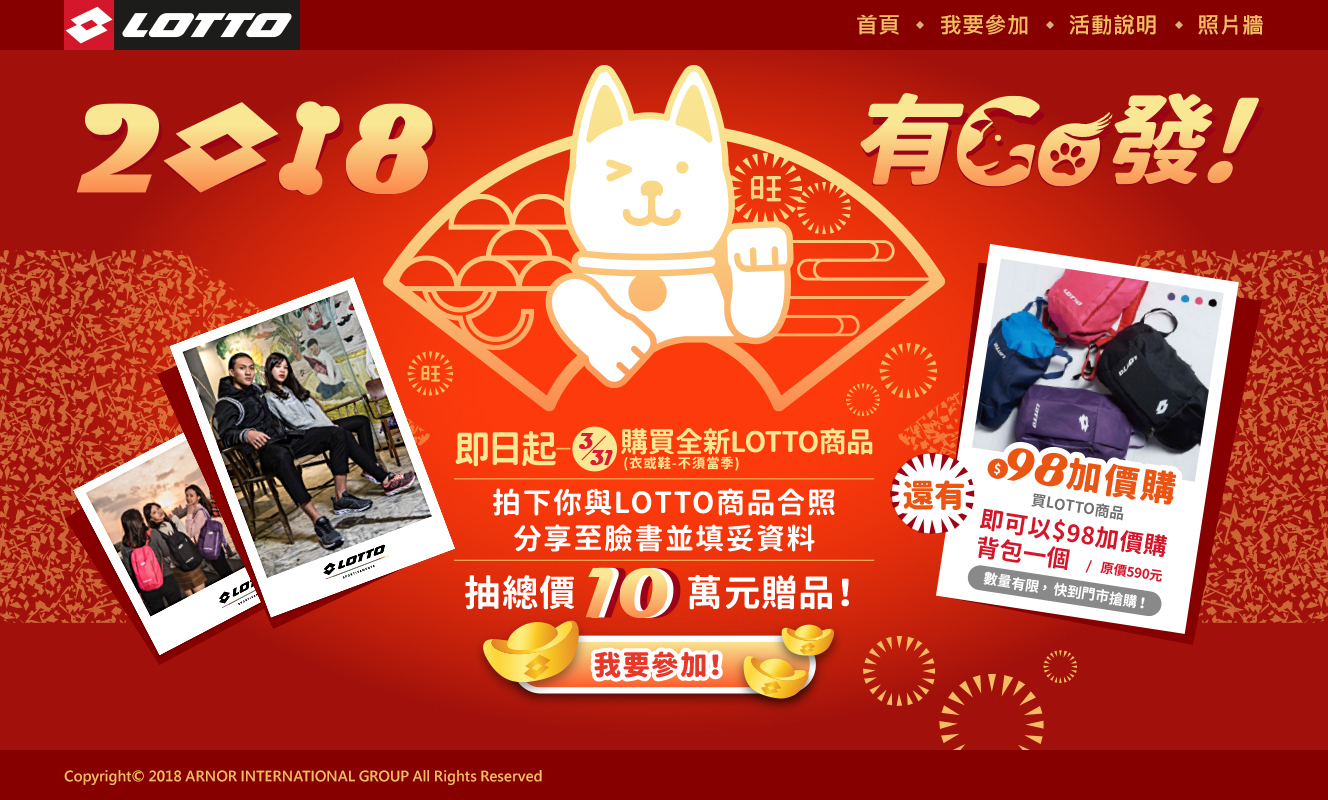 LOTTO
首頁 ◆ 我要參加 ◆ 活動說明 ◆ 照片牆
2018
有Go發!
旺
旺
即日起-3/31購買全新LOTTO商品
(衣或鞋-不須當季)
拍下你與LOTTO商品合照
分享至臉書並填妥資料
抽總價10萬元贈品!
我要參加!
LOTTO
LOTTO
LOTTO
LOTTO
LOTTO
LOTTO
還有
$98加價購
買LOTTO商品
即可以$98加價購
背包一個 / 原價590元
數量有限,快到門市搶購!
Copyright© 2018 ARNOR INTERNATIONAL GROUP All Rights Reserved